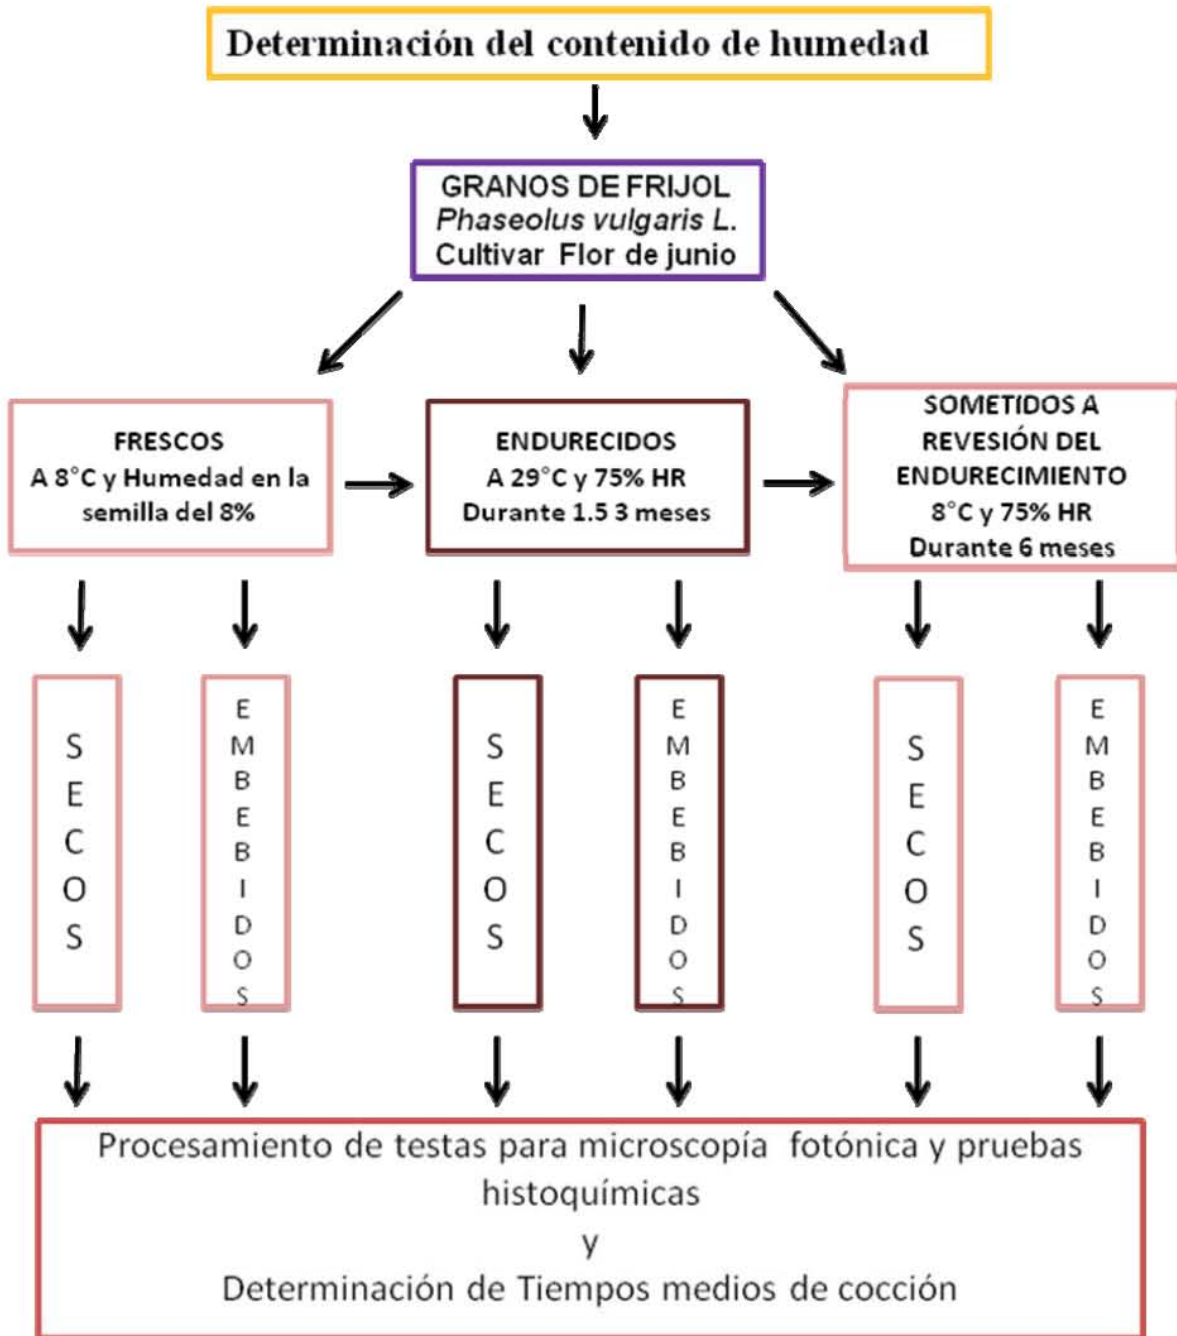 Determinación del contenido de humedad
GRANOS DE FRIJOL
Phaseolus vulgaris L.
Cultivar Flor de junio
FRESCOS
A 8°C y Humedad en la
semilla del 8%
ENDURECIDOS
A 29°C y 75% HR
Durante 1.5 3 meses
SOMETIDOS A
REVESIÓN DEL
ENDURECIMIENTO
8°C y 75% HR
Durante 6 meses
SECOS
EMBEBIDOS
SECOS
EMBEBIDOS
SECOS
EMBEBIDOS
Procesamiento de testas para microscopía fotónica y pruebas
histoquímicas
y
Determinación de Tiempos medios de cocción